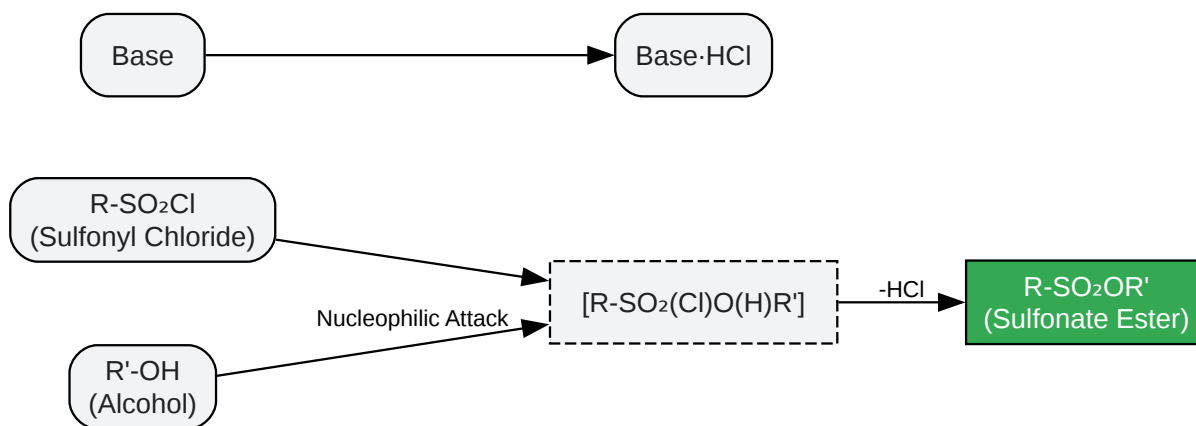 Base
Base·HCl
R-SO₂Cl
(Sulfonyl Chloride)
Nucleophilic Attack
R'-OH
(Alcohol)
[R-SO₂(Cl)O(H)R']
-HCl
R-SO₂OR'
(Sulfonate Ester)